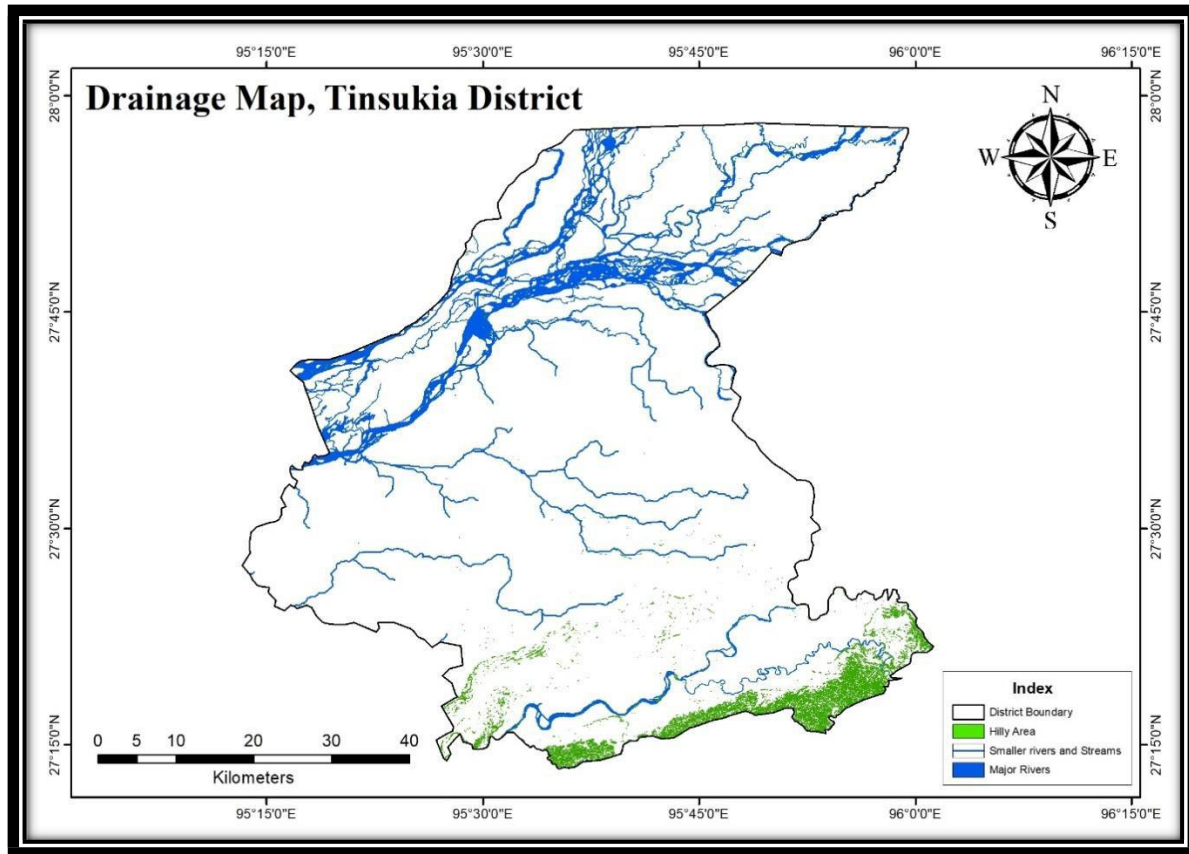 95°15'0"E 95°30'0"E 95°45'0"E 96°0'0"E 96°15'0"E
Drainage Map, Tinsukia District
N
W E
S
28°0'0"N 28°0'0"N
27°45'0"N 27°45'0"N
27°30'0"N 27°30'0"N
27°15'0"N 27°15'0"N
Index
District Boundary
Hilly Area
Smaller rivers and Streams
Major Rivers
0 5 10 20 30 40
Kilometers
95°15'0"E 95°30'0"E 95°45'0"E 96°0'0"E 96°15'0"E